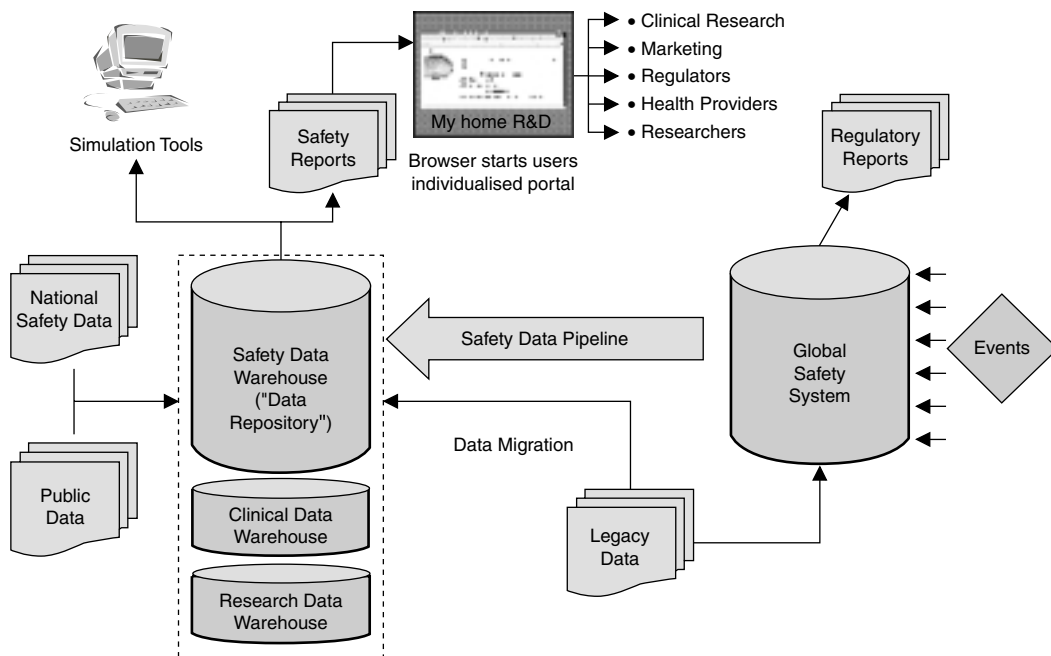 • Clinical Research
• Marketing
• Regulators
• Health Providers
• Researchers
My home R&D
Browser starts users
individualised portal
Simulation Tools
Safety
Reports
Regulatory
Reports
National
Safety Data
Public
Data
Safety Data
Warehouse
("Data
Repository")
Clinical Data
Warehouse
Research Data
Warehouse
Safety Data Pipeline
Data Migration
Legacy
Data
Global
Safety
System
Events